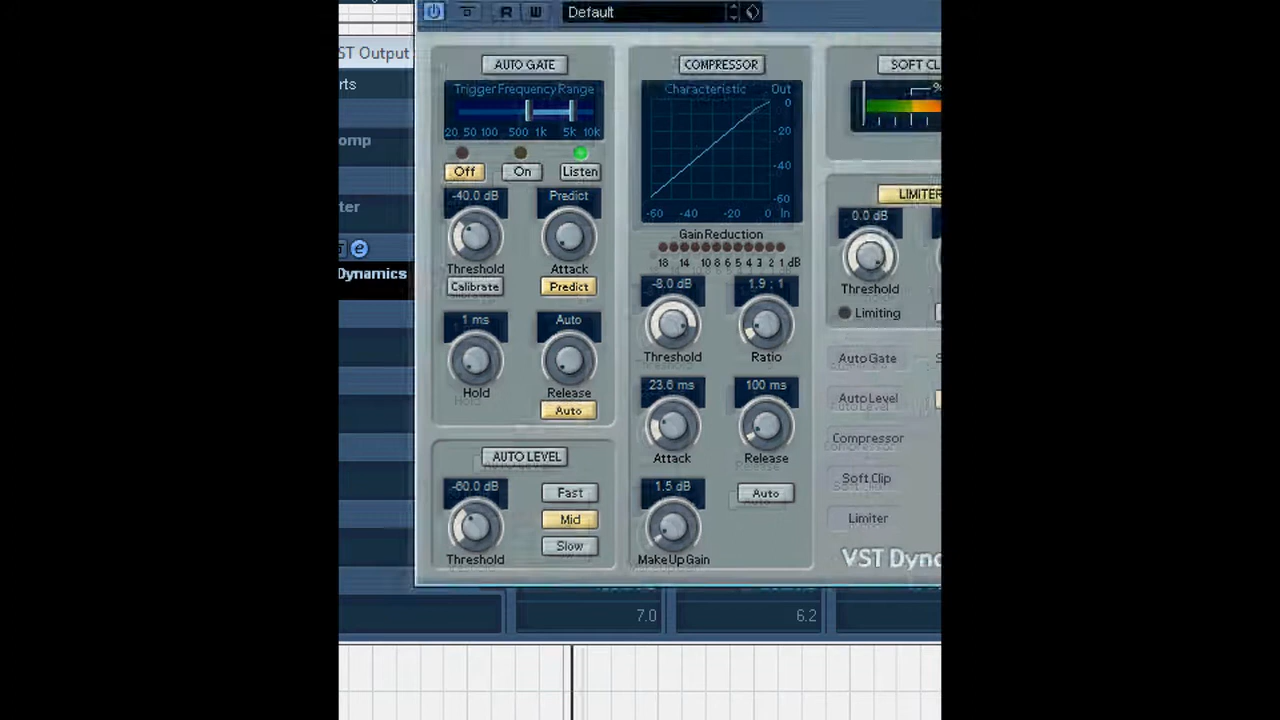 R W Default
ST Output
rts
omp
ter
e
Dynamics
AUTO GATE
Trigger Frequency Range
20 50 100 500 1k 5k 10k
Off On Listen
-40.0 dB Predict
Threshold Attack
Calibrate Predict
1 ms Auto
Hold Release
Auto
AUTO LEVEL
-60.0 dB
Fast
Mid
Slow
Threshold
COMPRESSOR
Characteristic Out
0
-20
-40
-60
-60 -40 -20 0 In
Gain Reduction
18 14 10 8 6 5 4 3 2 1 dB
-8.0 dB 1.9 : 1
Threshold Ratio
23.6 ms 100 ms
Attack Release
1.5 dB
Auto
MakeUp Gain
SOFT CL
%
LIMITER
0.0 dB
Threshold
Limiting
Auto Gate
Auto Level
Compressor
Soft Clip
Limiter
VST Dyn
7.0 6.2